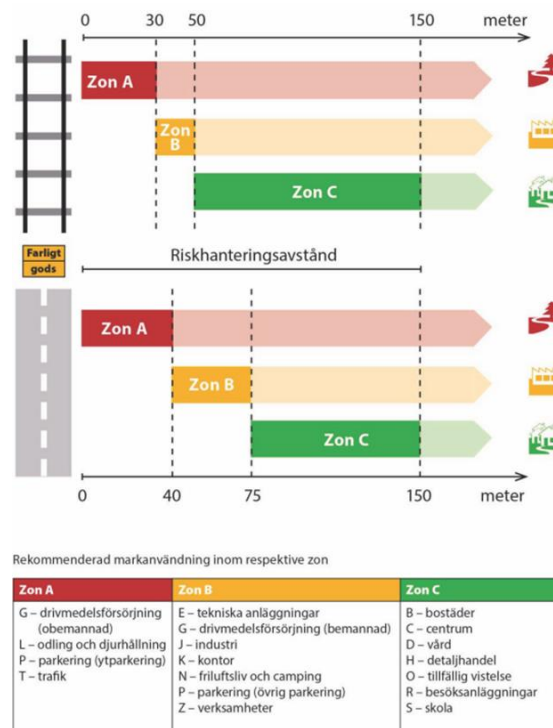 0 30 50 150 meter
Zon A
Zon
B
Zon C
Farligt
gods
Riskhanteringsavstånd
Zon A
Zon B
Zon C
0 40 75 150 meter
Rekommenderad markanvändning inom respektive zon
Zon A
G – drivmedelsförsörjning
(obemannad)
L – odling och djurhållning
P – parkering (ytparkering)
T – trafik
Zon B
E – tekniska anläggningar
G – drivmedelsförsörjning (bemannad)
J – industri
K – kontor
N – friluftsliv och camping
P – parkering (övrig parkering)
Z – verksamheter
Zon C
B – bostäder
C – centrum
D – vård
H – detaljhandel
O – tillfällig vistelse
R – besöksanläggningar
S – skola